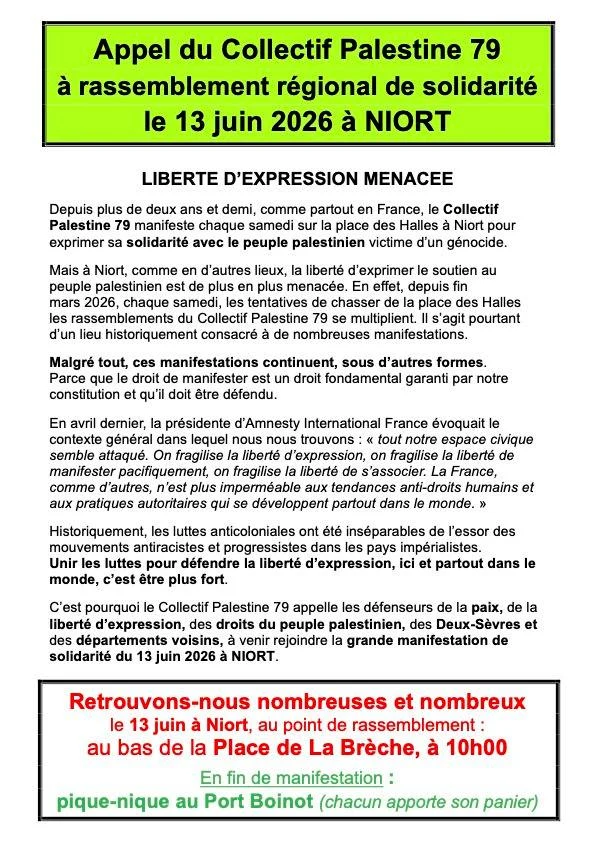 Appel du Collectif Palestine 79
à rassemblement régional de solidarité
le 13 juin 2026 à NIORT
LIBERTE D’EXPRESSION MENACEE
Depuis plus de deux ans et demi, comme partout en France, le Collectif
Palestine 79 manifeste chaque samedi sur la place des Halles à Niort pour
exprimer sa solidarité avec le peuple palestinien victime d’un génocide.
Mais à Niort, comme en d’autres lieux, la liberté d’exprimer le soutien au
peuple palestinien est de plus en plus menacée. En effet, depuis fin
mars 2026, chaque samedi, les tentatives de chasser de la place des Halles
les rassemblements du Collectif Palestine 79 se multiplient. Il s’agit pourtant
d’un lieu historiquement consacré à de nombreuses manifestations.
Malgré tout, ces manifestations continuent, sous d’autres formes.
Parce que le droit de manifester est un droit fondamental garanti par notre
constitution et qu’il doit être défendu.
En avril dernier, la présidente d’Amnesty International France évoquait le
contexte général dans lequel nous nous trouvons : « tout notre espace civique
semble attaqué. On fragilise la liberté d’expression, on fragilise la liberté de
manifester pacifiquement, on fragilise la liberté de s’associer. La France,
comme d’autres, n’est plus imperméable aux tendances anti-droits humains et
aux pratiques autoritaires qui se développent partout dans le monde. »
Historiquement, les luttes anticoloniales ont été inséparables de l’essor des
mouvements antiracistes et progressistes dans les pays impérialistes.
Unir les luttes pour défendre la liberté d’expression, ici et partout dans le
monde, c’est être plus fort.
C’est pourquoi le Collectif Palestine 79 appelle les défenseurs de la paix, de la
liberté d’expression, des droits du peuple palestinien, des Deux-Sèvres et
des départements voisins, à venir rejoindre la grande manifestation de
solidarité du 13 juin 2026 à NIORT.
Retrouvons-nous nombreuses et nombreux
le 13 juin à Niort, au point de rassemblement :
au bas de la Place de La Brèche, à 10h00
En fin de manifestation :
pique-nique au Port Boinot (chacun apporte son panier)